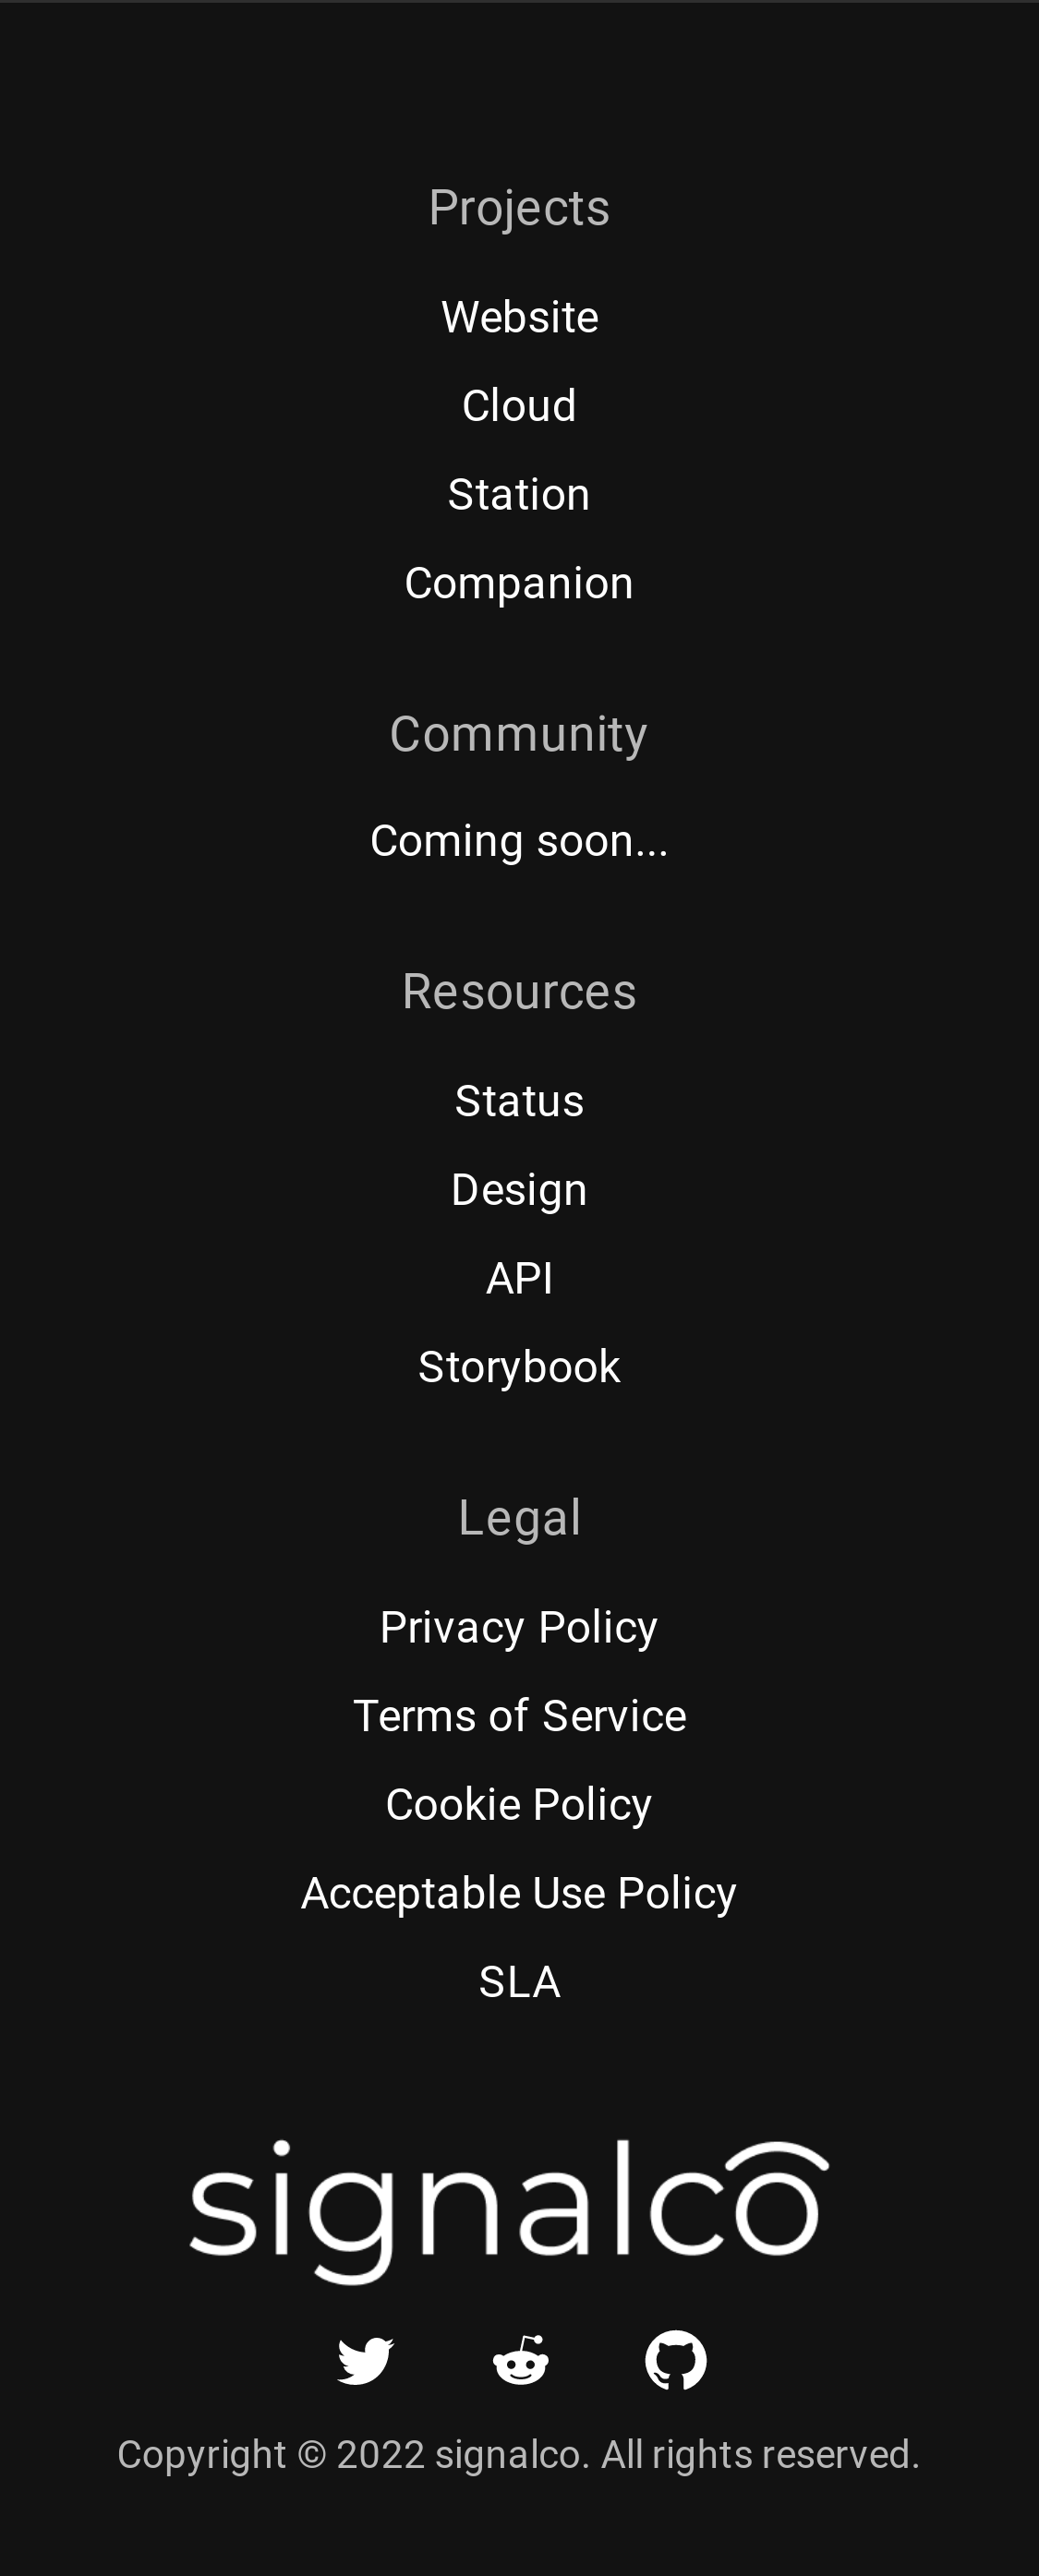 Projects
Website
Cloud
Station
Companion
Community
Coming soon...
Resources
Status
Design
API
Storybook
Legal
Privacy Policy
Terms of Service
Cookie Policy
Acceptable Use Policy
SLA
signalco
Copyright © 2022 signalco. All rights reserved.